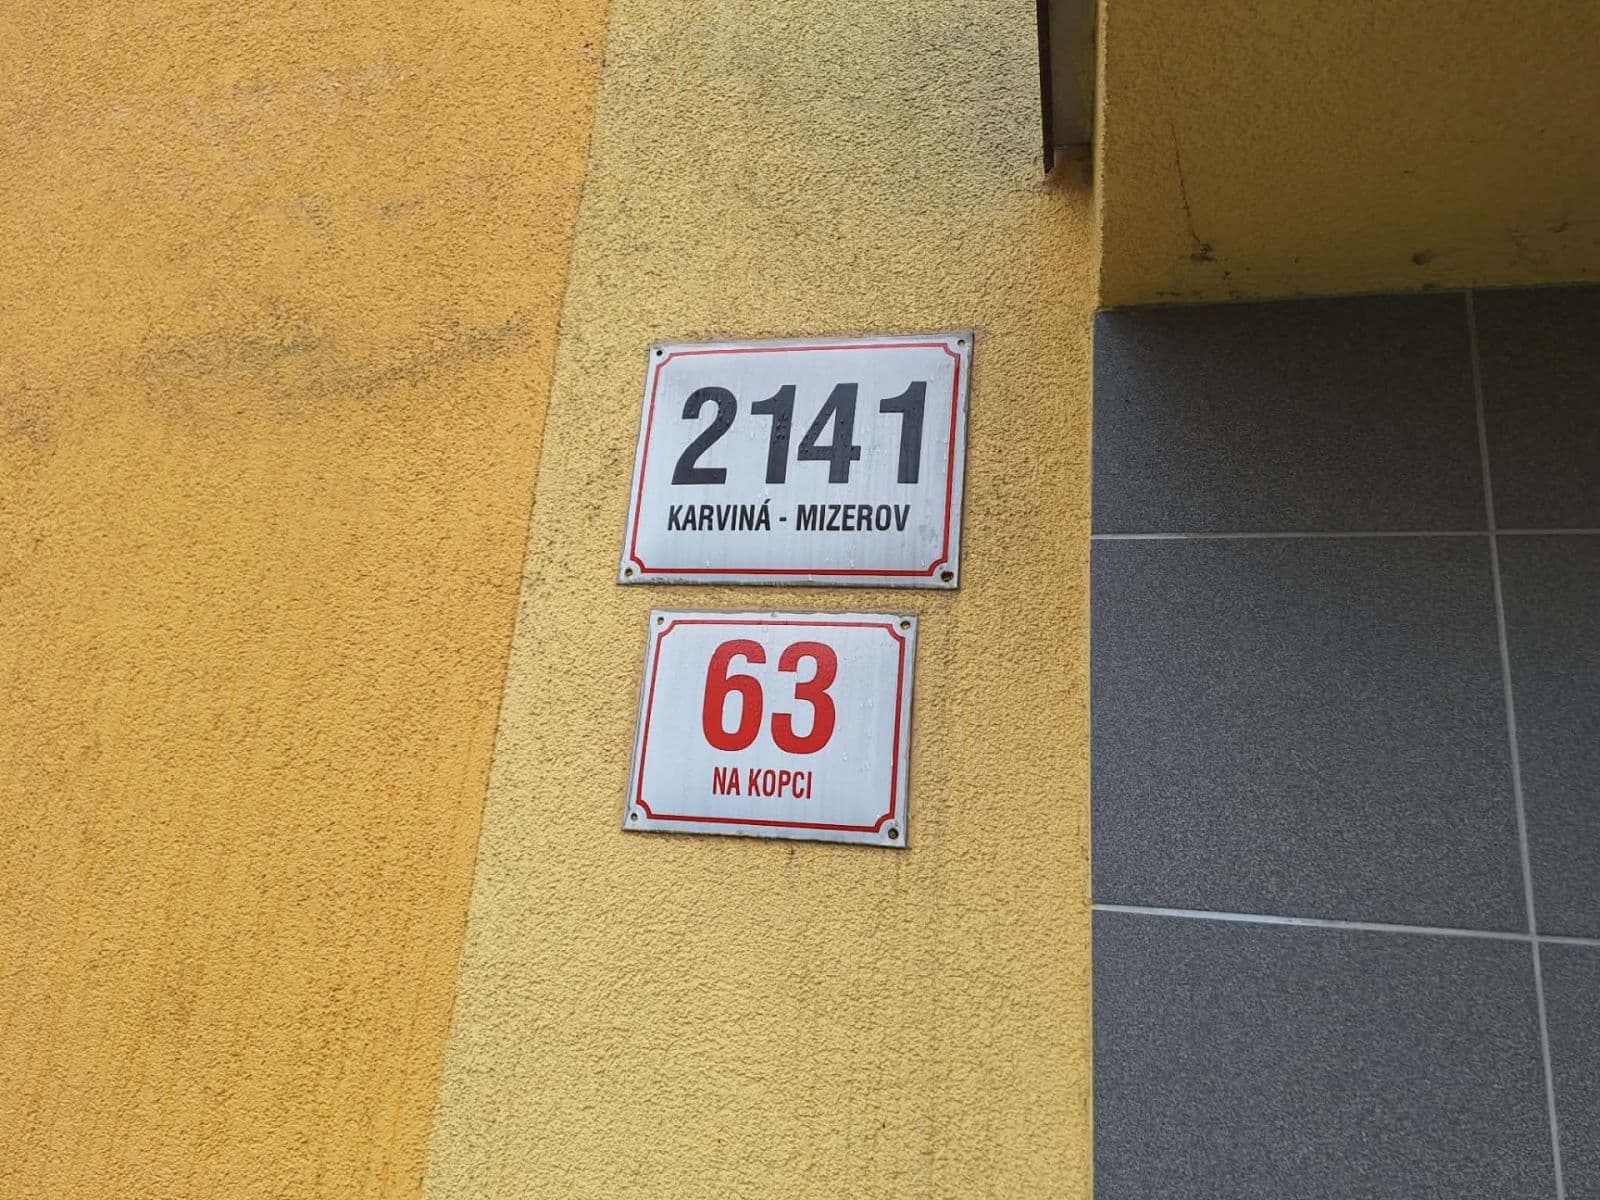 2141
KARVINÁ - MIZEROV
63
NA KOPCI